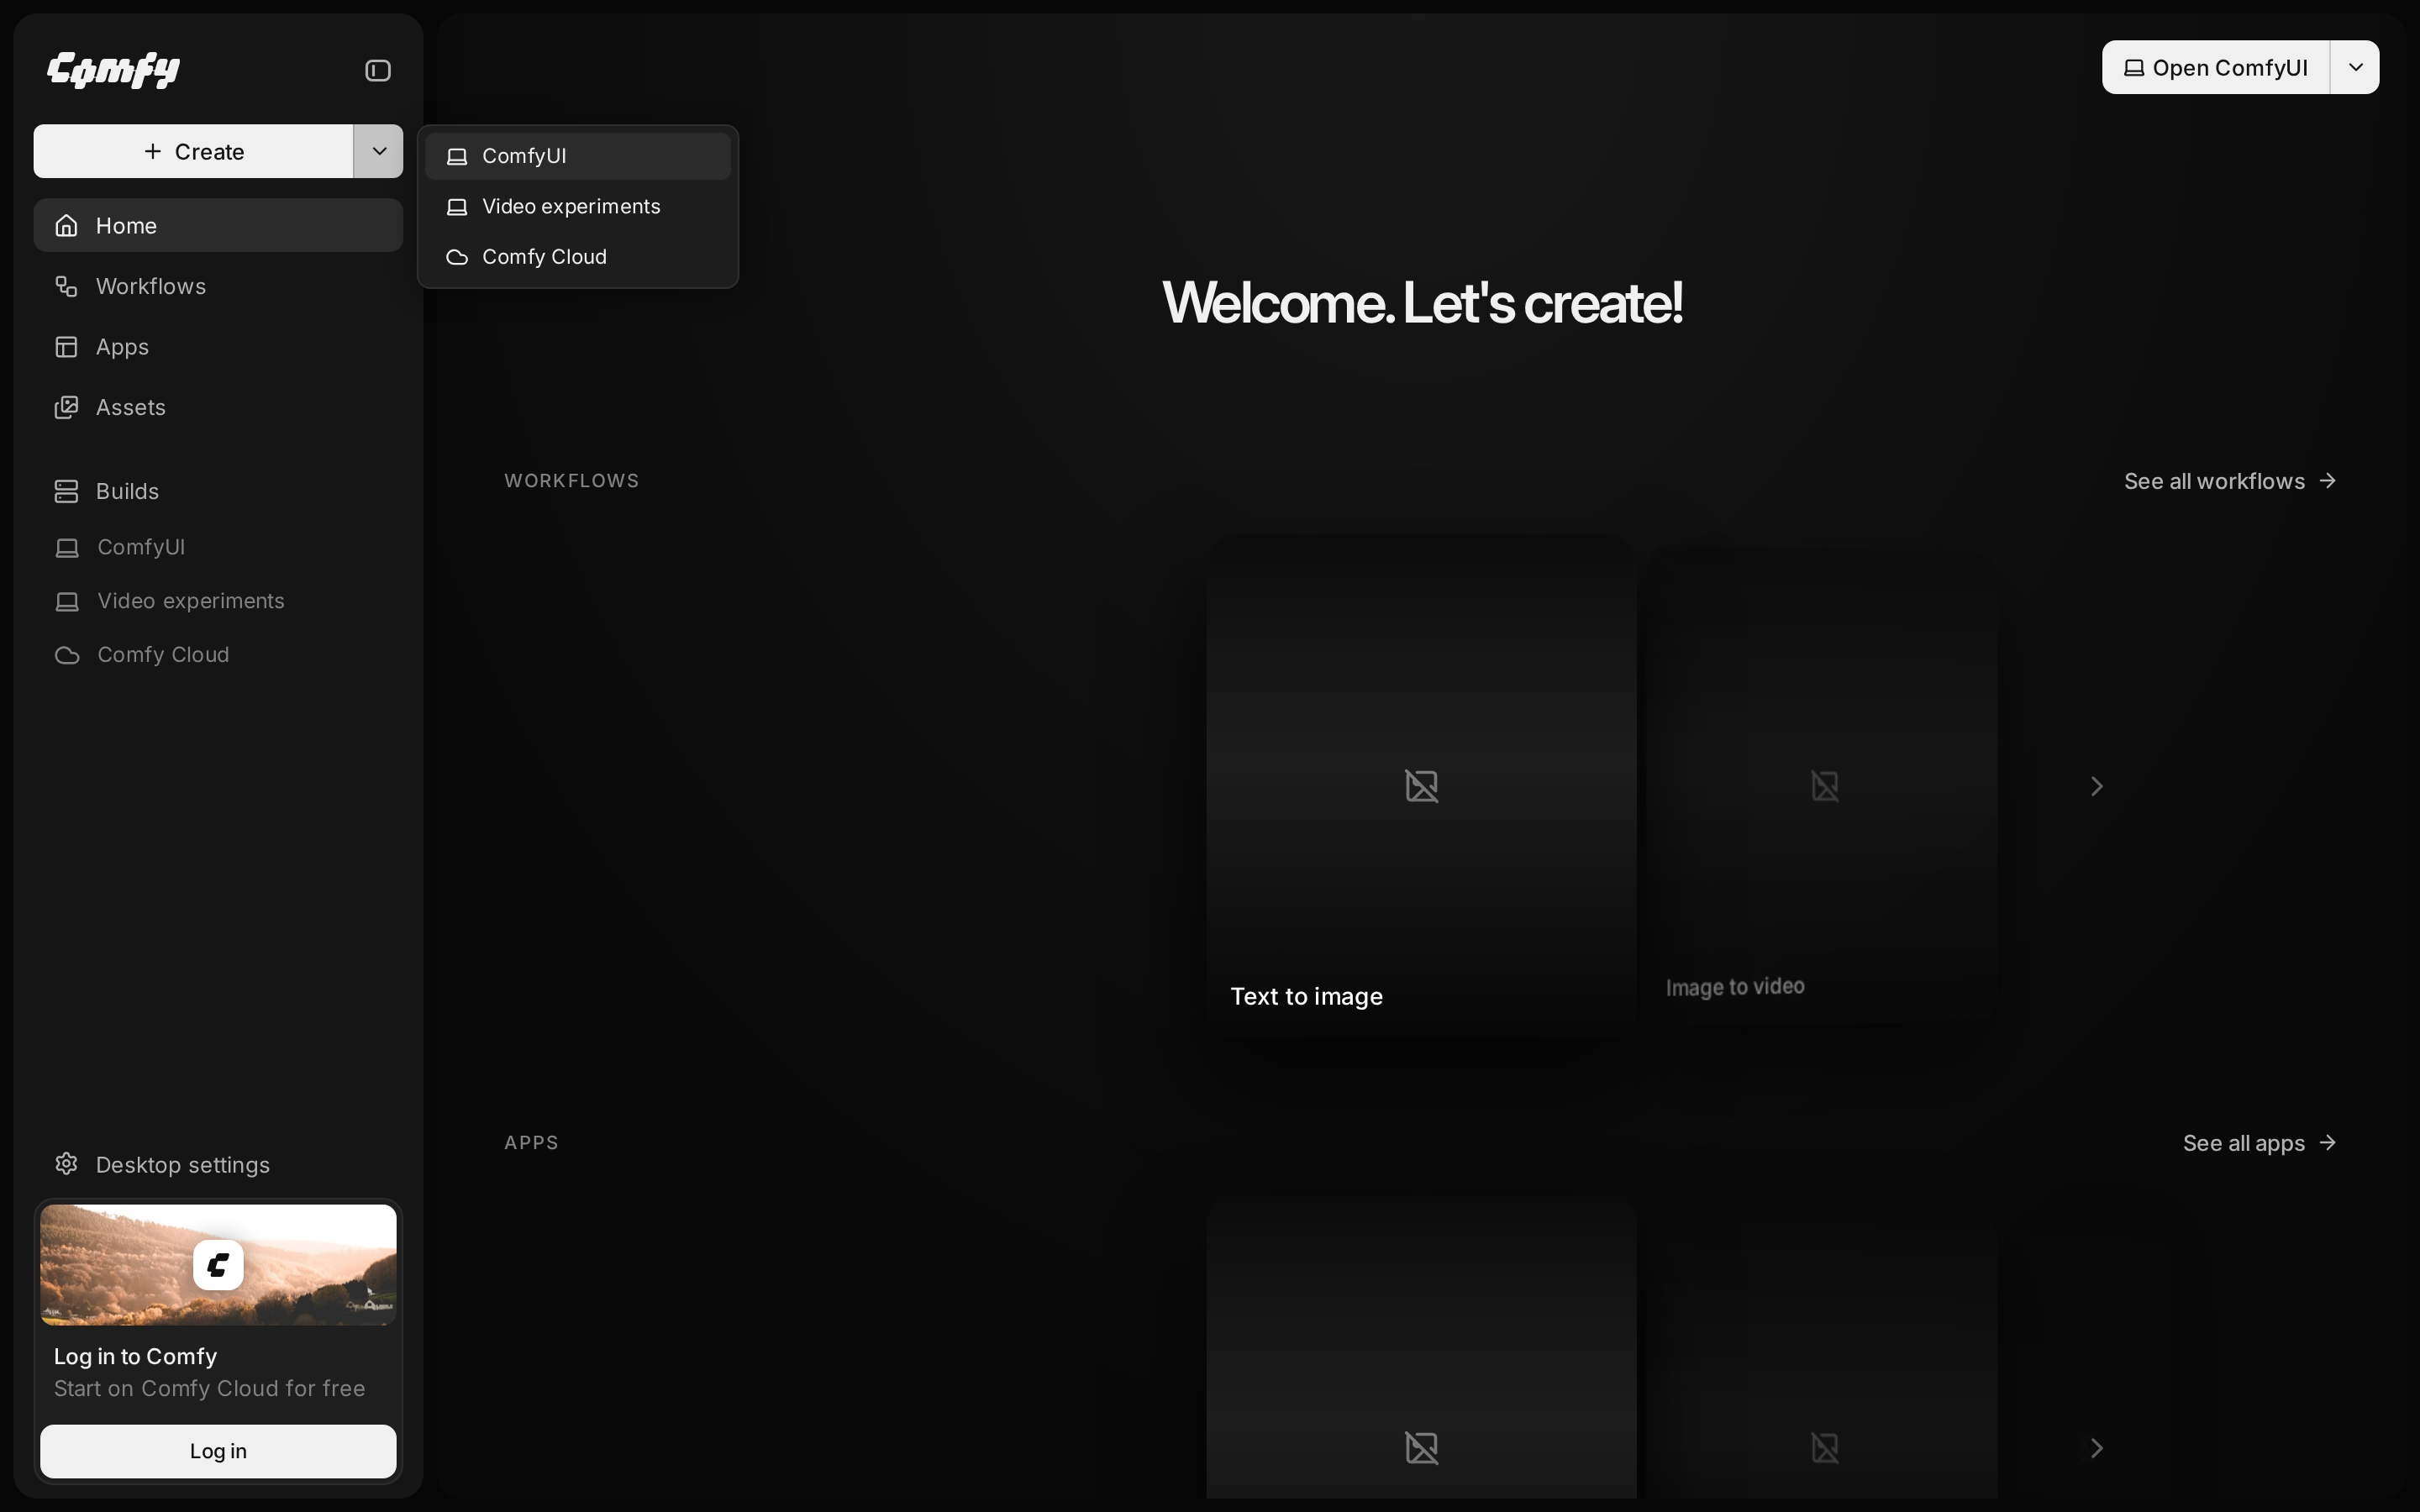 Comfy
Open ComfyUI
Create
ComfyUI
Video experiments
Comfy Cloud
Home
Workflows
Apps
Assets
Builds
ComfyUI
Video experiments
Comfy Cloud
Welcome. Let's create!
WORKFLOWS
See all workflows
Text to image
Image to video
APPS
See all apps
Desktop settings
Log in to Comfy
Start on Comfy Cloud for free
Log in